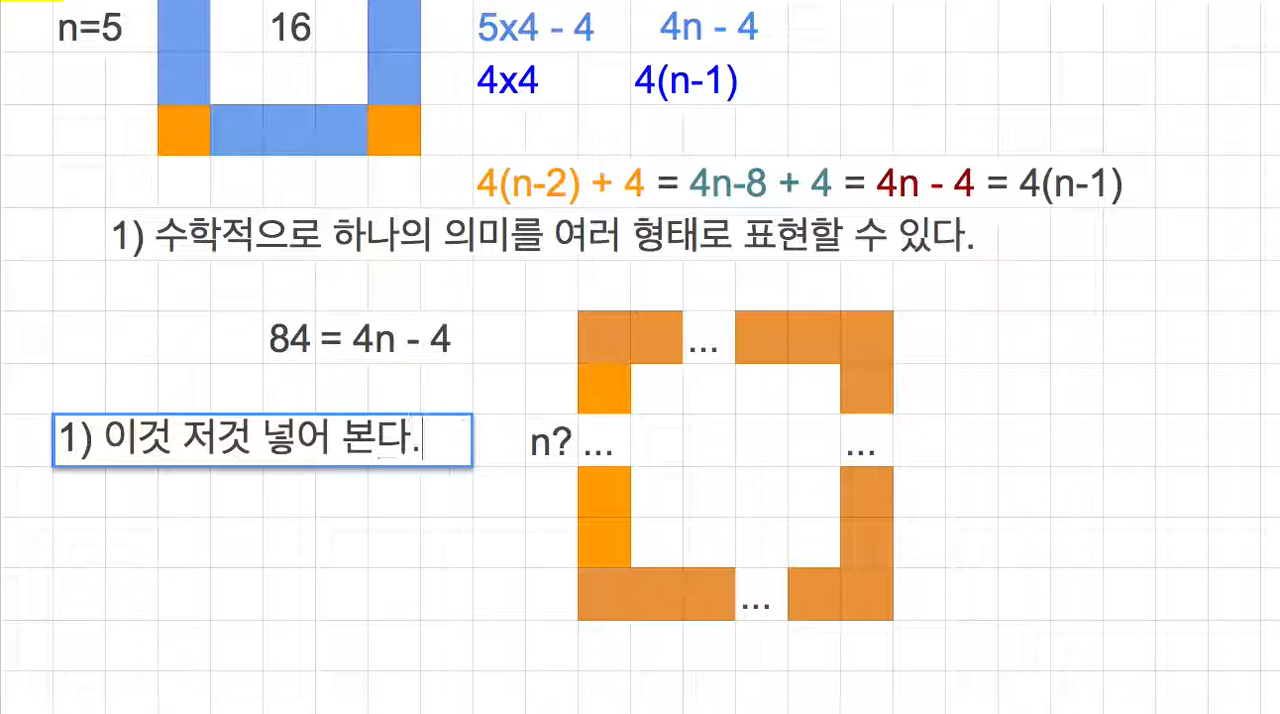 n=5 16 5x4 - 4 4n - 4
4x4 4(n-1)
4(n-2) + 4 = 4n-8 + 4 = 4n - 4 = 4(n-1)
1) 수학적으로 하나의 의미를 여러 형태로 표현할 수 있다.
84 = 4n - 4 ...
1) 이것 저것 넣어 본다. n? ... ...
...